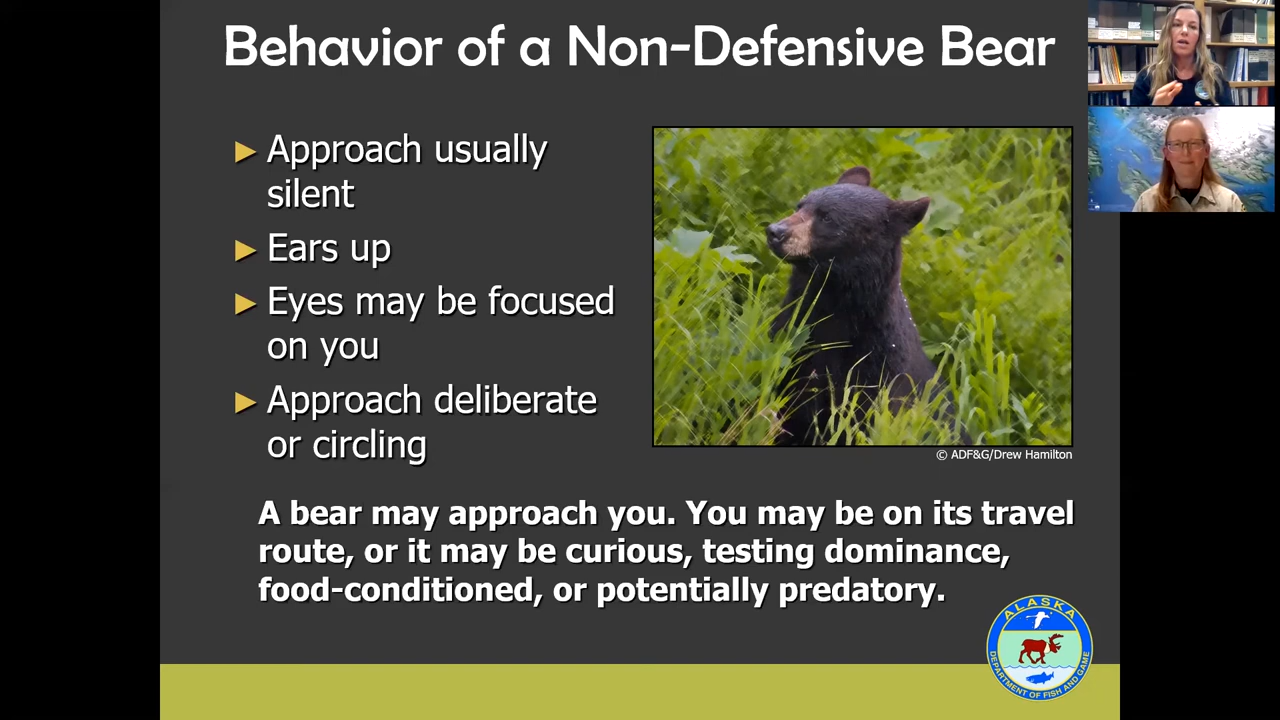 Behavior of a Non-Defensive Bear
Approach usually
silent
Ears up
Eyes may be focused
on you
Approach deliberate
or circling
© ADF&G/Drew Hamilton
A bear may approach you. You may be on its travel
route, or it may be curious, testing dominance,
food-conditioned, or potentially predatory.
ALASKA
DEPARTMENT OF FISH AND GAME